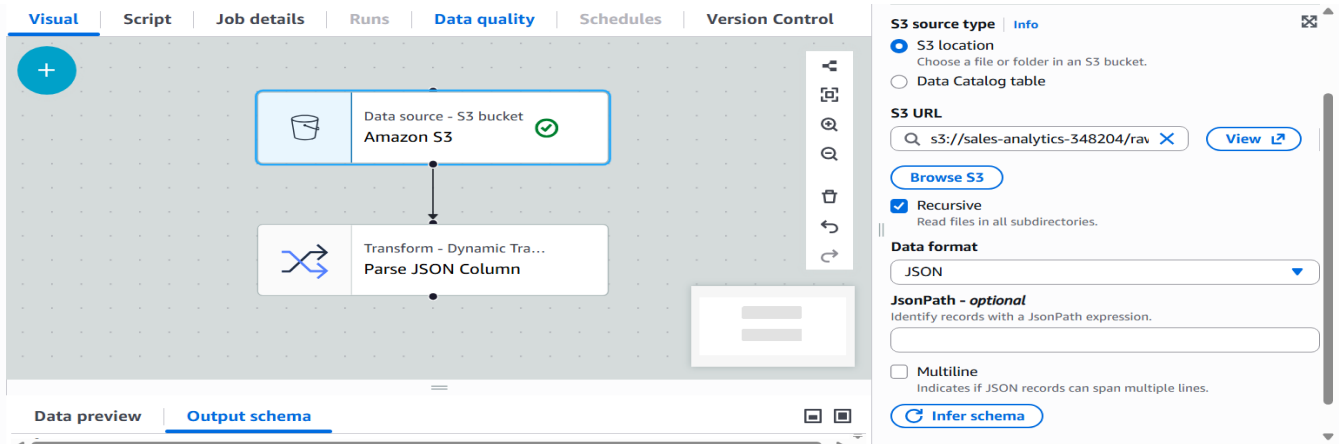 Visual Script Job details Runs Data quality Schedules Version Control
+
Data source - S3 bucket
Amazon S3
Transform - Dynamic Tra...
Parse JSON Column
Data preview Output schema
S3 source type Info
S3 location
Choose a file or folder in an S3 bucket.
Data Catalog table
S3 URL
s3://sales-analytics-348204/rav View
Browse S3
Recursive
Read files in all subdirectories.
Data format
JSON
JsonPath - optional
Identify records with a JsonPath expression.
Multiline
Indicates if JSON records can span multiple lines.
Infer schema